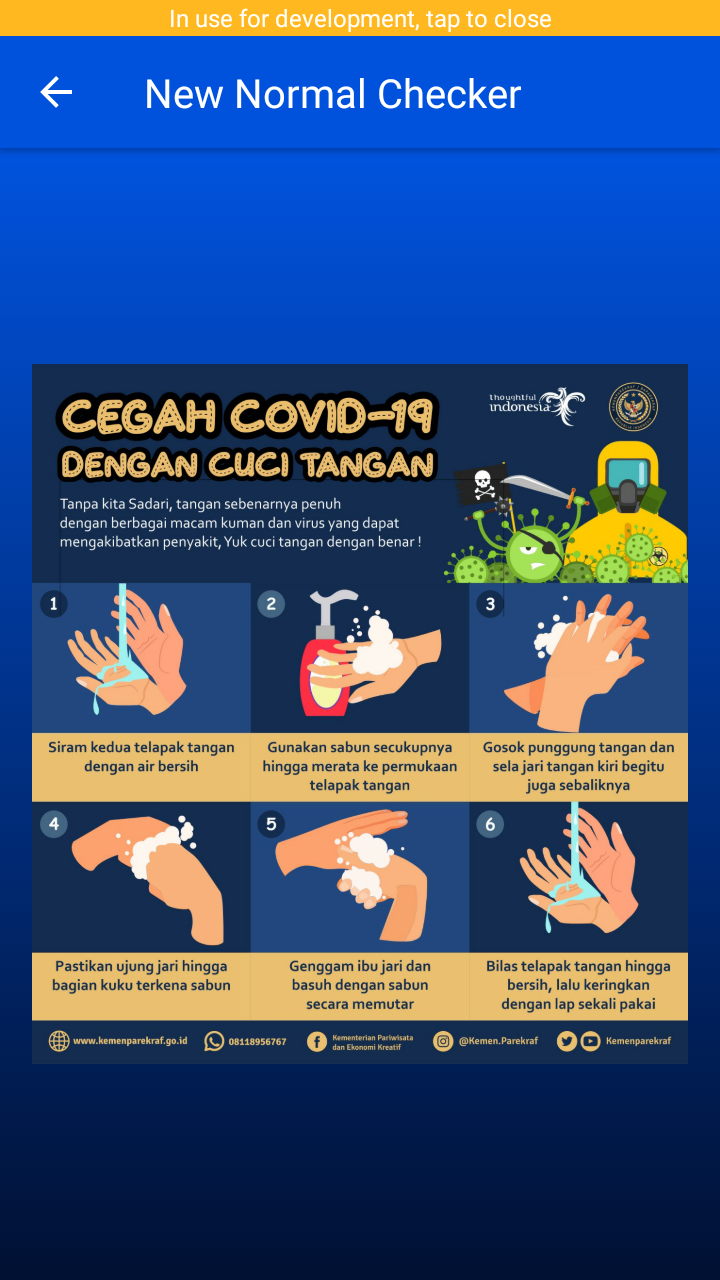 In use for development, tap to close
New Normal Checker
CEGAH COVID-19
DENGAN CUCI TANGAN
thoughtful
indonesia
Tanpa kita Sadari, tangan sebenarnya penuh
dengan berbagai macam kuman dan virus yang dapat
mengakibatkan penyakit, Yuk cuci tangan dengan benar !
1
2
3
Siram kedua telapak tangan
dengan air bersih
Gunakan sabun secukupnya
hingga merata ke permukaan
telapak tangan
Gosok punggung tangan dan
sela jari tangan kiri begitu
juga sebaliknya
4
5
6
Pastikan ujung jari hingga
bagian kuku terkena sabun
Genggam ibu jari dan
basuh dengan sabun
secara memutar
Bilas telapak tangan hingga
bersih, lalu keringkan
dengan lap sekali pakai
www.kemenparekraf.go.id
08118956767
Kementerian Pariwisata
dan Ekonomi Kreatif
@Kemen.Parekraf
Kemenparekraf